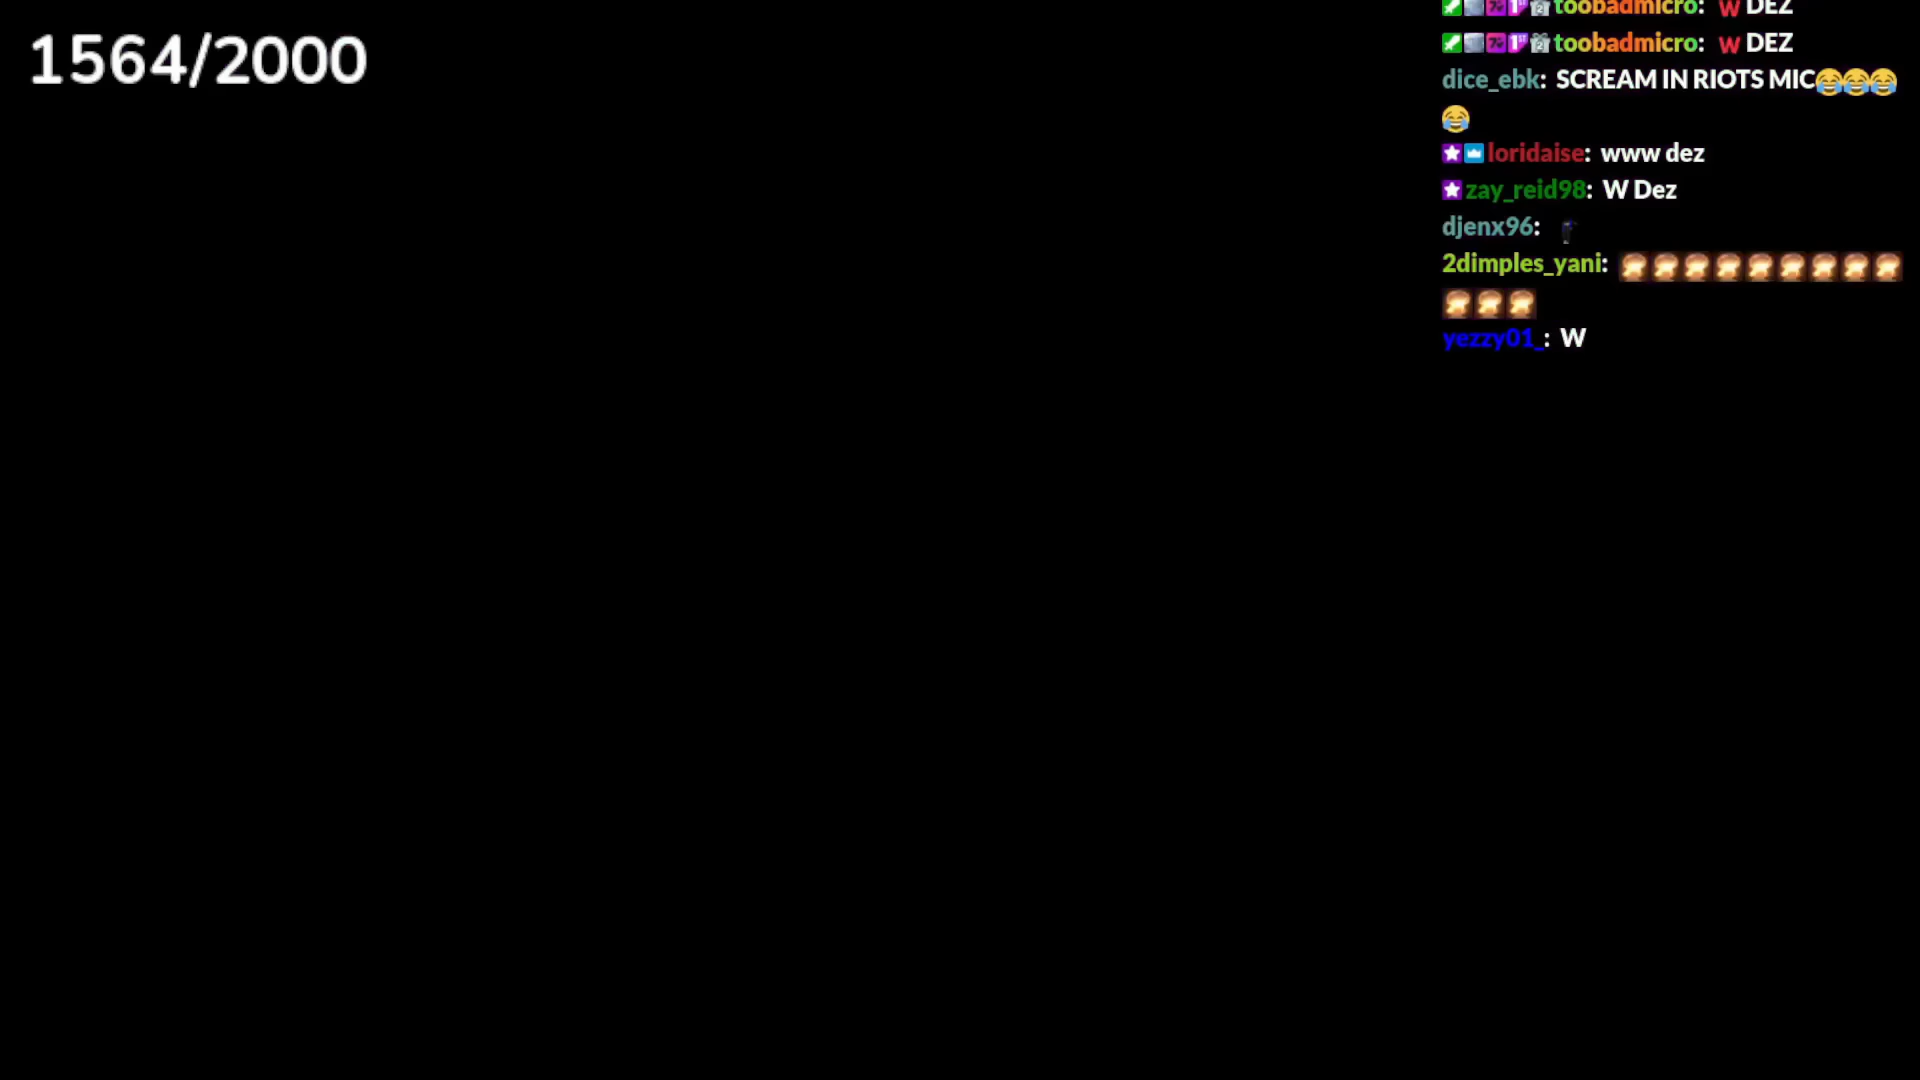 1564/2000
toobadmicro: W DEZ
toobadmicro: W DEZ
dice_ebk: SCREAM IN RIOTS MIC😂😂😂
😂
loridaise: www dez
zay_reid98: W Dez
djenx96:
2dimples_yani:
yezzy01_: W